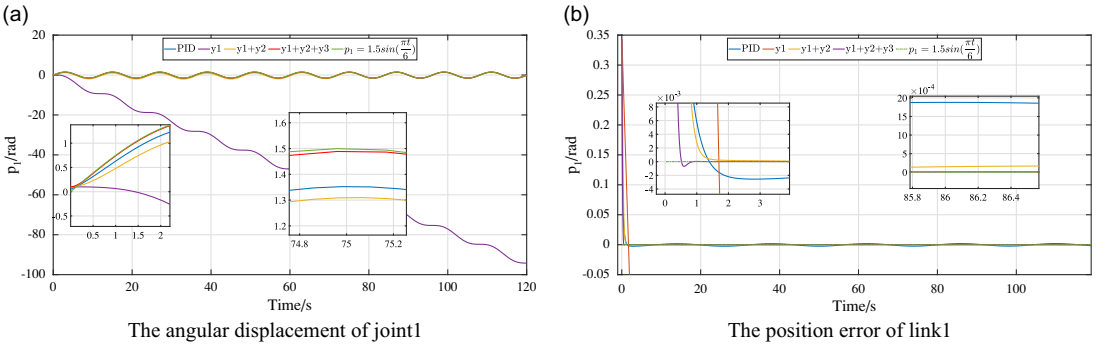 (a)
PID y1 y1+y2 y1+y2+y3 p₁ = 1.5sin(πt/6)
20
0
-20
-40
-60
-80
-100
p₁/rad
1
0.5
0
-0.5
0.5 1 1.5 2
1.6
1.5
1.4
1.3
1.2
74.8 75 75.2
0 20 40 60 80 100 120
Time/s
The angular displacement of joint1
(b)
PID y1 y1+y2 y1+y2+y3 p₁ = 1.5sin(πt/6)
0.35
0.3
0.25
0.2
0.15
0.1
0.05
0
-0.05
p₁/rad
×10⁻³
8
6
4
2
0
-2
-4
0 1 2 3
×10⁻⁴
20
15
10
5
0
85.8 86 86.2 86.4
0 20 40 60 80 100
Time/s
The position error of link1